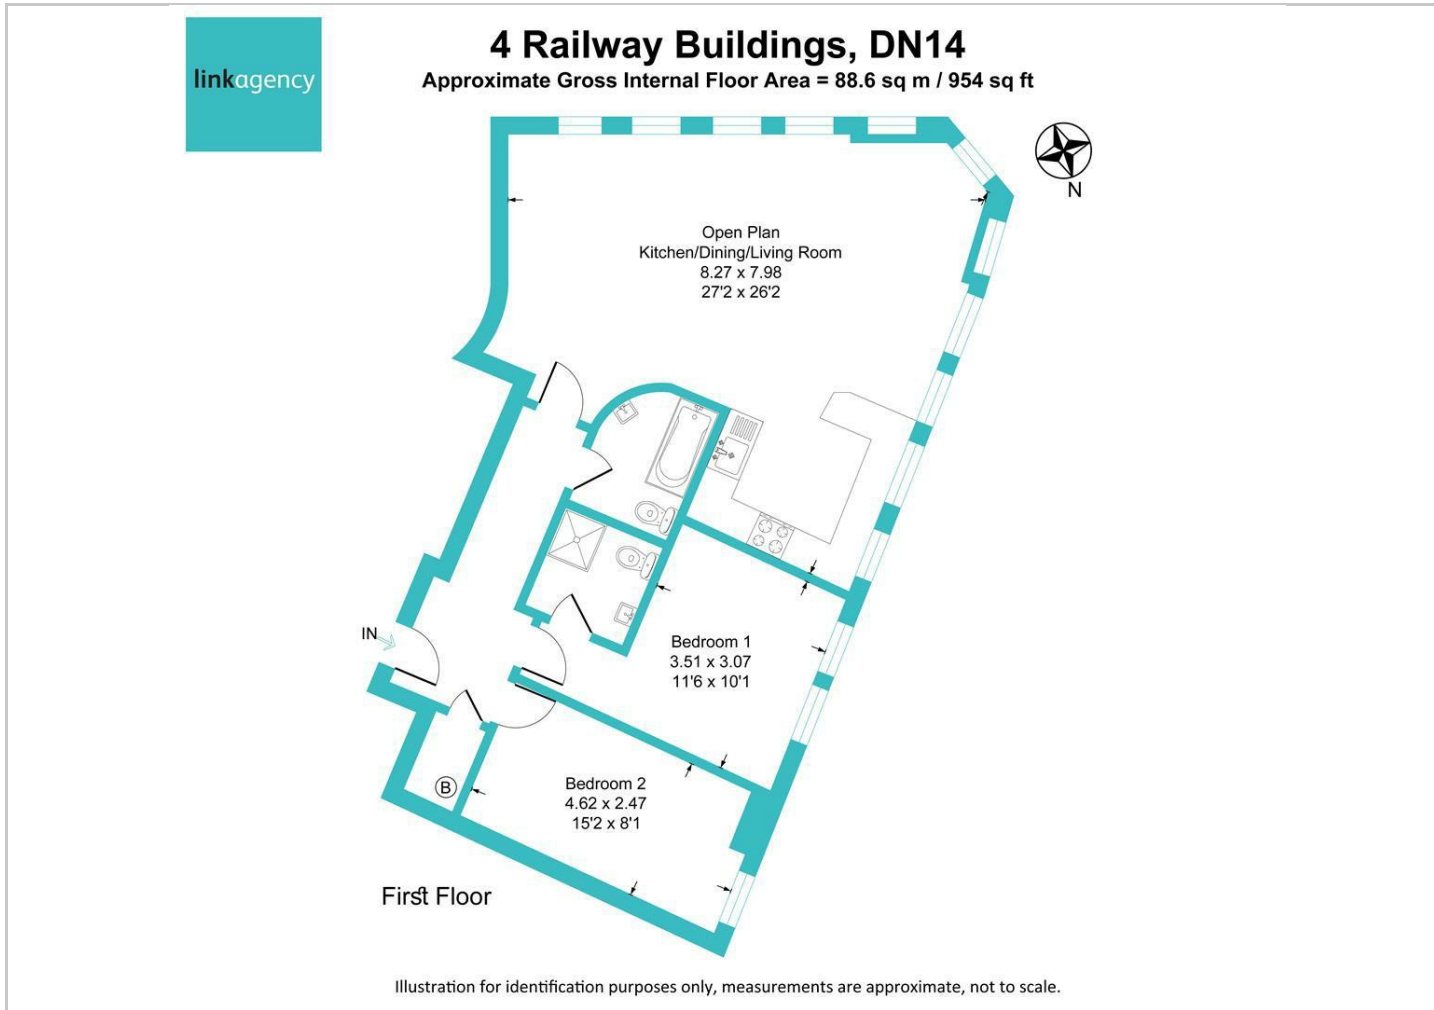 linkagency
4 Railway Buildings, DN14
Approximate Gross Internal Floor Area = 88.6 sq m / 954 sq ft
N
Open Plan
Kitchen/Dining/Living Room
8.27 x 7.98
27'2 x 26'2
IN
Bedroom 1
3.51 x 3.07
11'6 x 10'1
Bedroom 2
4.62 x 2.47
15'2 x 8'1
B
First Floor
Illustration for identification purposes only, measurements are approximate, not to scale.